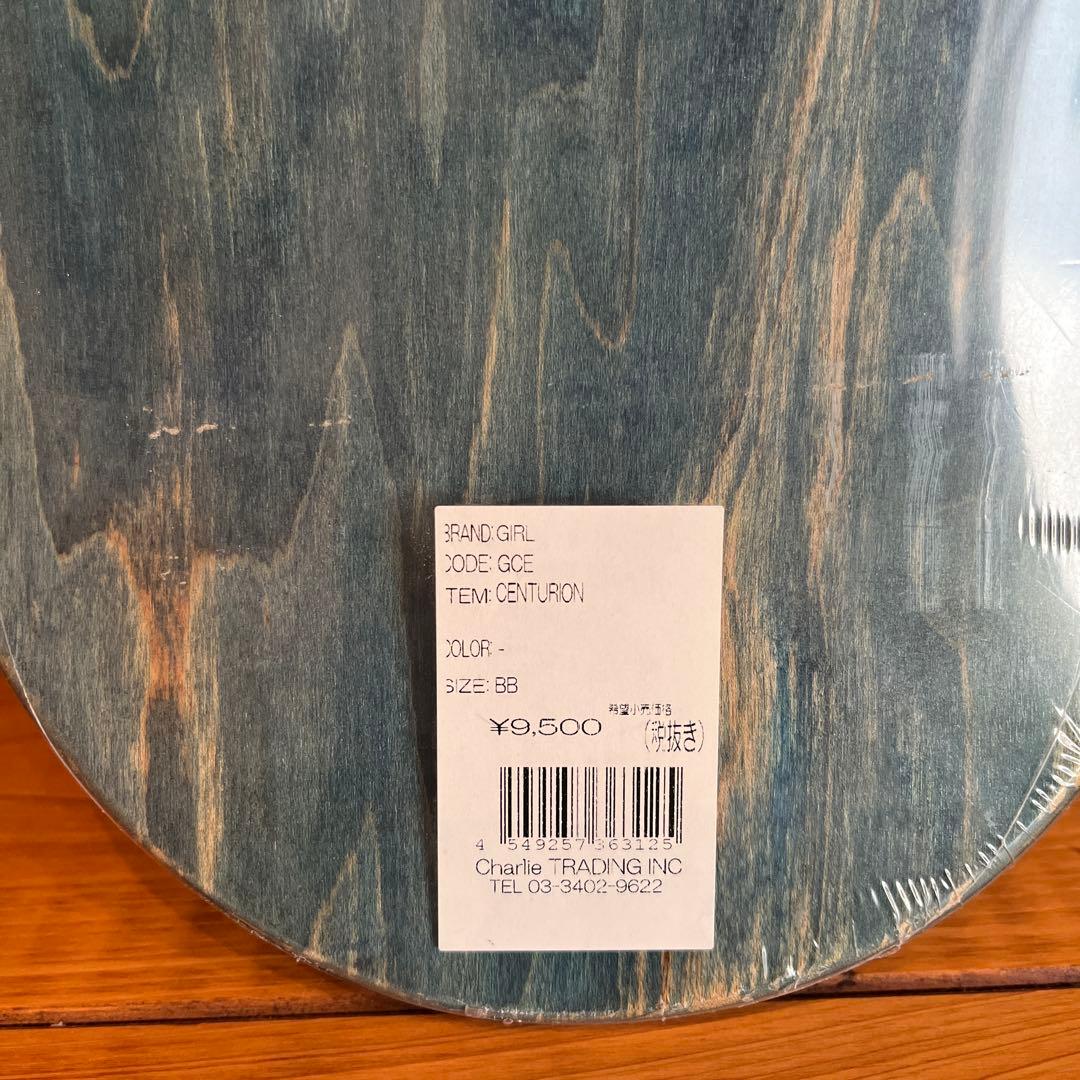 BRAND: GIRL
CODE: GCE
ITEM: CENTURION
COLOR: -
SIZE: BB
希望小売価格
¥9,500 (税抜き)
4 549257 363125
Charlie TRADING INC
TEL 03-3402-9622